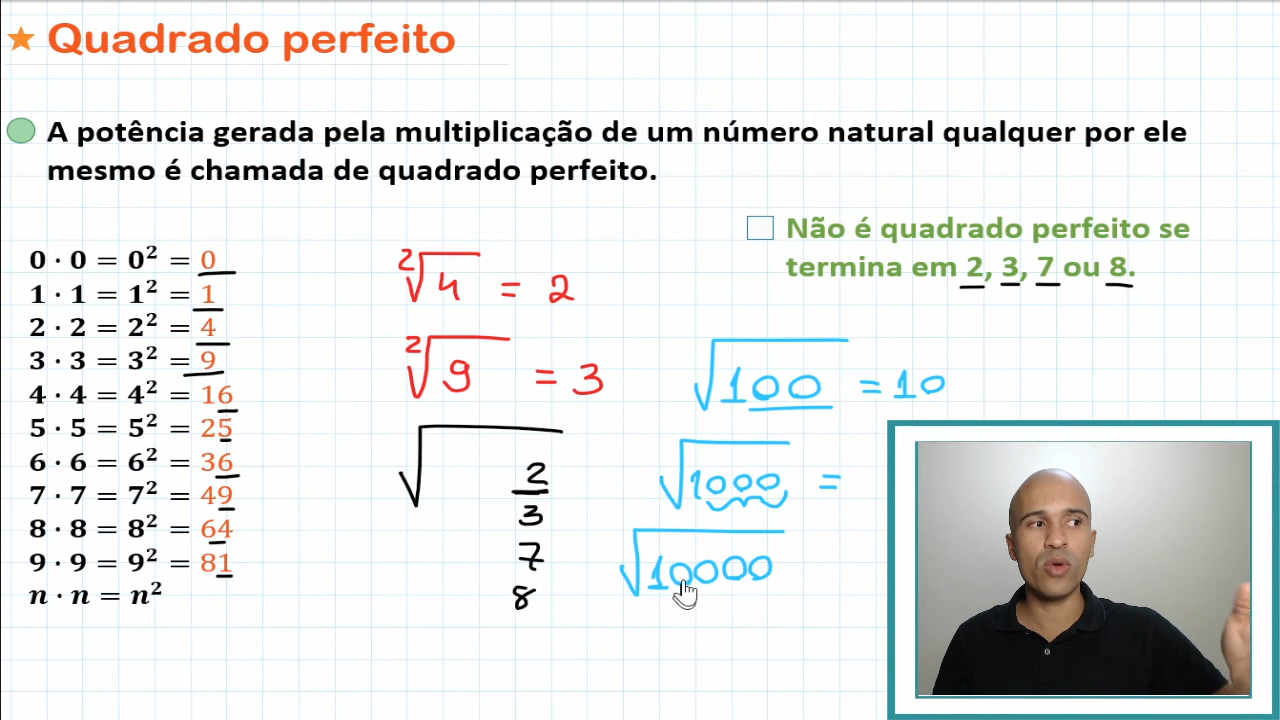 Quadrado perfeito
A potência gerada pela multiplicação de um número natural qualquer por ele
mesmo é chamada de quadrado perfeito.
Não é quadrado perfeito se
termina em 2, 3, 7 ou 8.
0 · 0 = 0² = 0
1 · 1 = 1² = 1
2 · 2 = 2² = 4
3 · 3 = 3² = 9
4 · 4 = 4² = 16
5 · 5 = 5² = 25
6 · 6 = 6² = 36
7 · 7 = 7² = 49
8 · 8 = 8² = 64
9 · 9 = 9² = 81
n · n = n²
²√4 = 2
²√9 = 3
√ 2
3
7
8
√100 = 10
√1000 =
√10000